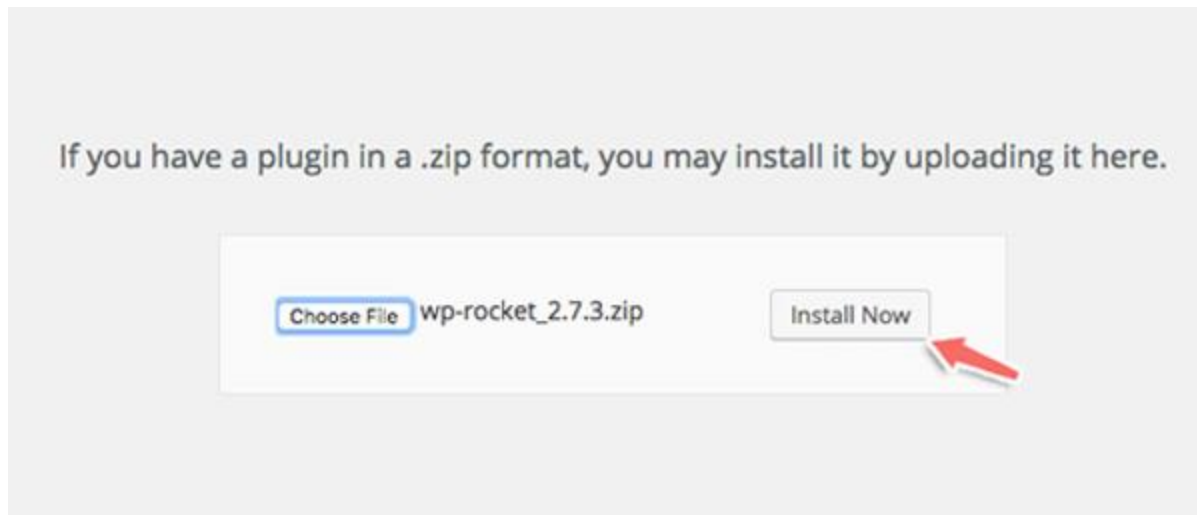 If you have a plugin in a .zip format, you may install it by uploading it here.
Choose File wp-rocket_2.7.3.zip Install Now